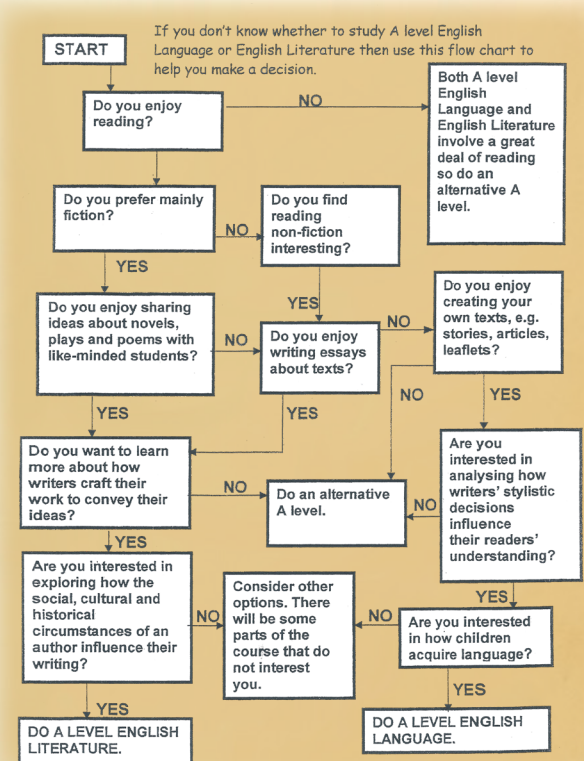 If you don't know whether to study A level English
Language or English Literature then use this flow chart to
help you make a decision.
START
Do you enjoy
reading?
NO
Both A level
English
Language and
English Literature
involve a great
deal of reading
so do an
alternative A
level.
Do you prefer mainly
fiction?
NO
Do you find
reading
non-fiction
interesting?
YES
YES
Do you enjoy sharing
ideas about novels,
plays and poems with
like-minded students?
NO
Do you enjoy
writing essays
about texts?
NO
Do you enjoy
creating your
own texts, e.g.
stories, articles,
leaflets?
YES
YES
NO
YES
Do you want to learn
more about how
writers craft their
work to convey their
ideas?
NO
Do an alternative
A level.
NO
Are you
interested in
analysing how
writers' stylistic
decisions
influence
their readers'
understanding?
YES
YES
Are you interested in
exploring how the
social, cultural and
historical
circumstances of an
author influence their
writing?
NO
Consider other
options. There
will be some
parts of the
course that do
not interest
you.
NO
Are you interested
in how children
acquire language?
YES
YES
DO A LEVEL ENGLISH
LITERATURE.
DO A LEVEL ENGLISH
LANGUAGE.